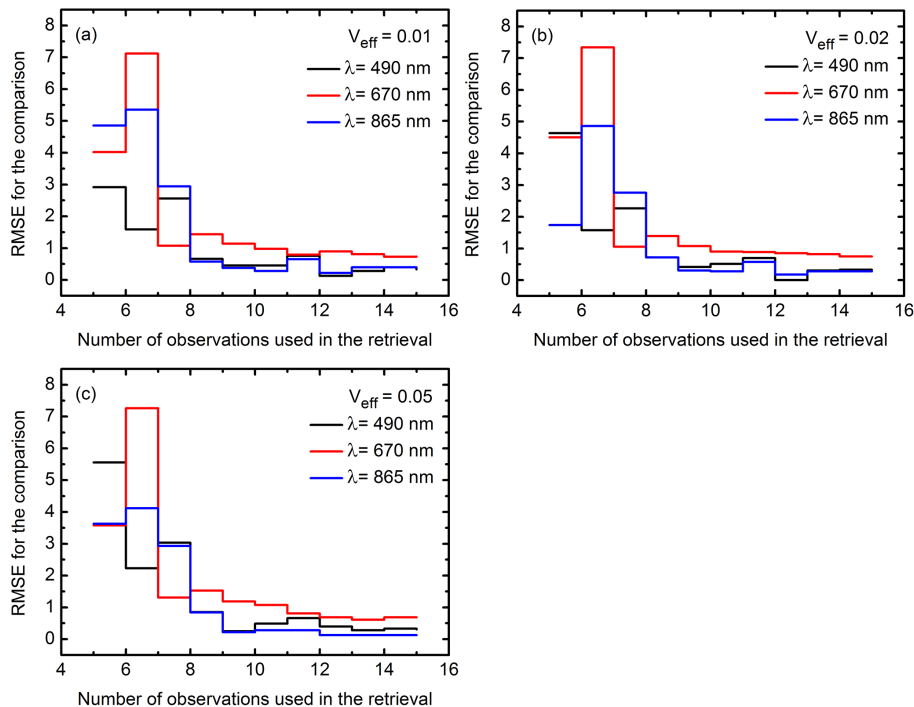 (a)
V_eff = 0.01
λ= 490 nm
λ= 670 nm
λ= 865 nm
RMSE for the comparison
8
7
6
5
4
3
2
1
0
4 6 8 10 12 14 16
Number of observations used in the retrieval
(b)
V_eff = 0.02
λ= 490 nm
λ= 670 nm
λ= 865 nm
RMSE for the comparison
8
7
6
5
4
3
2
1
0
4 6 8 10 12 14 16
Number of observations used in the retrieval
(c)
V_eff = 0.05
λ= 490 nm
λ= 670 nm
λ= 865 nm
RMSE for the comparison
8
7
6
5
4
3
2
1
0
4 6 8 10 12 14 16
Number of observations used in the retrieval